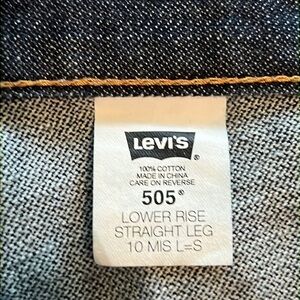 LEVI'S®
100% COTTON
MADE IN CHINA
CARE ON REVERSE
505®
LOWER RISE
STRAIGHT LEG
10 MIS L=S